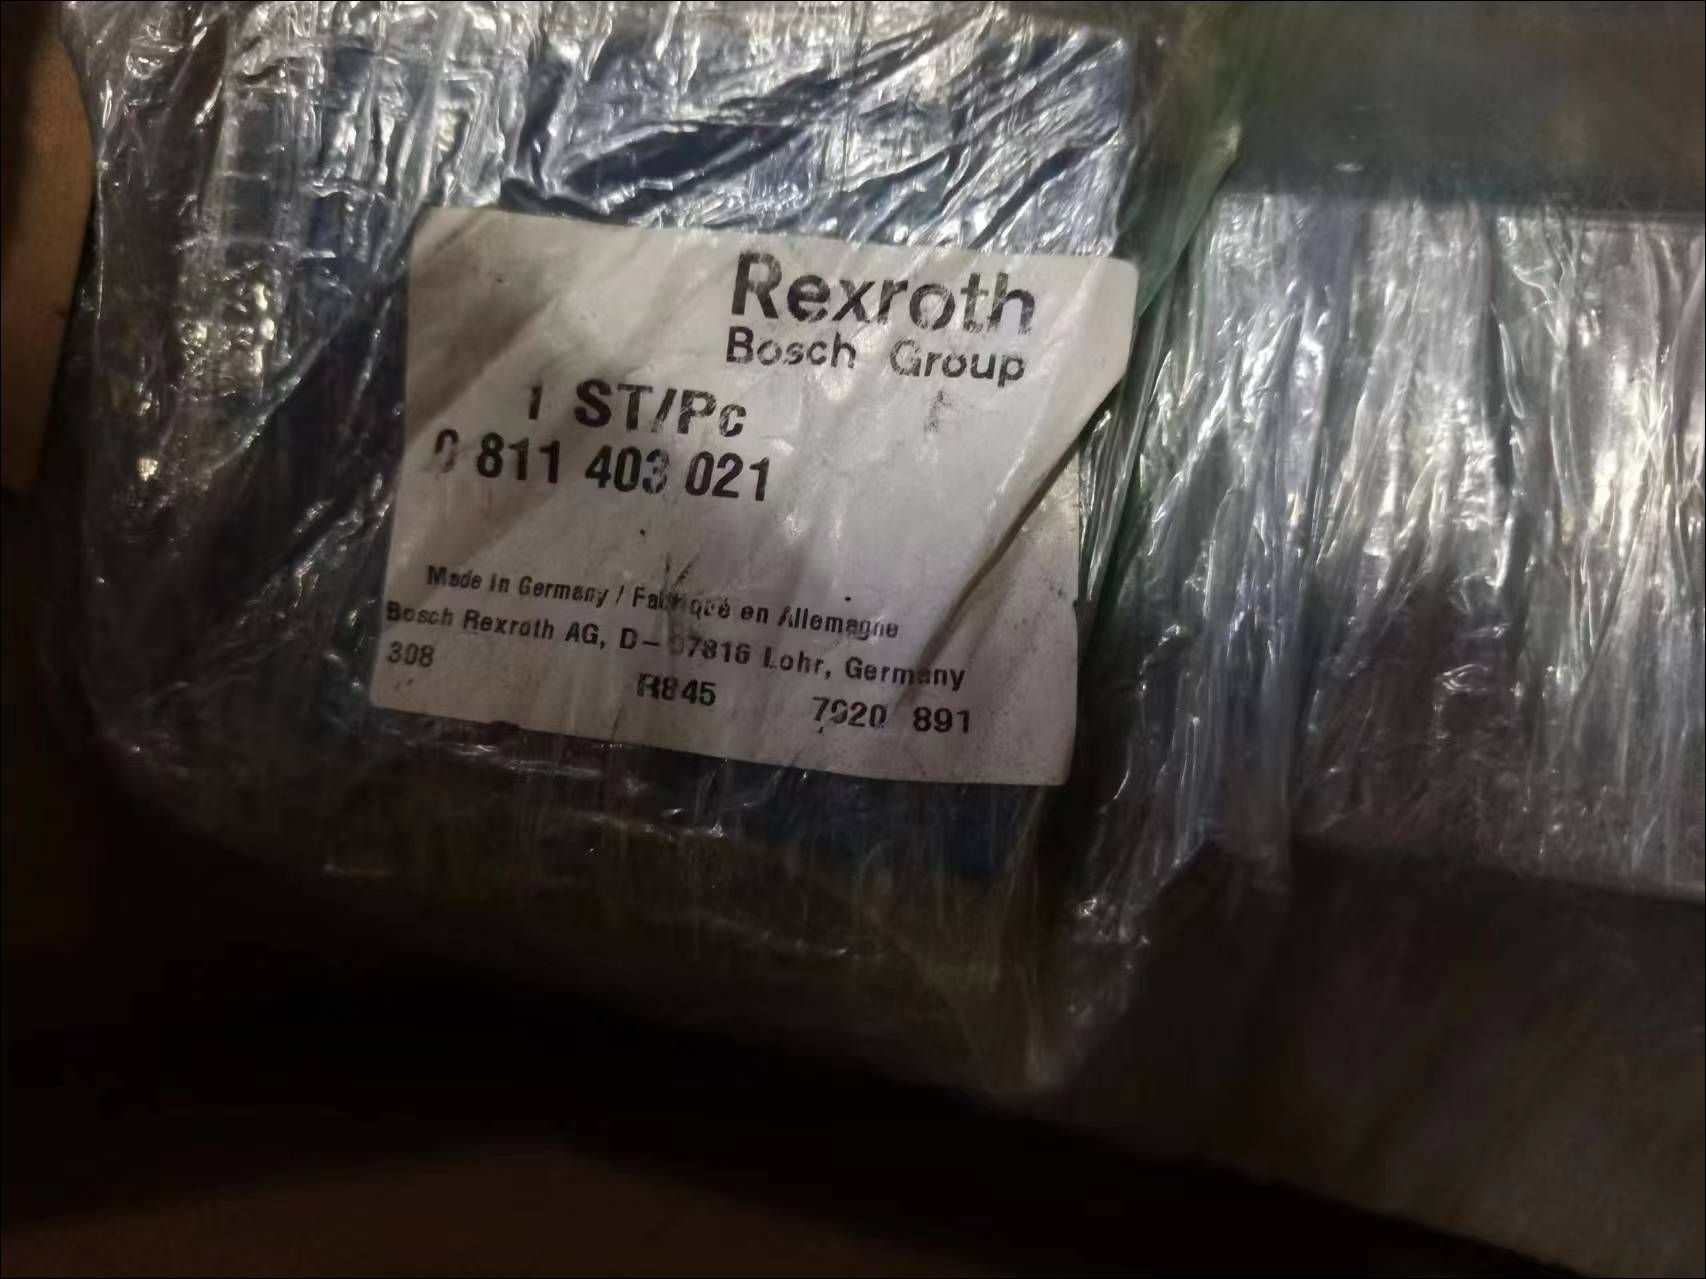 Rexroth
Bosch Group
1 ST/Pc
0 811 403 021
Made in Germany / Fabriqué en Allemagne
Bosch Rexroth AG, D-97816 Lohr, Germany
308 R845 7920 891